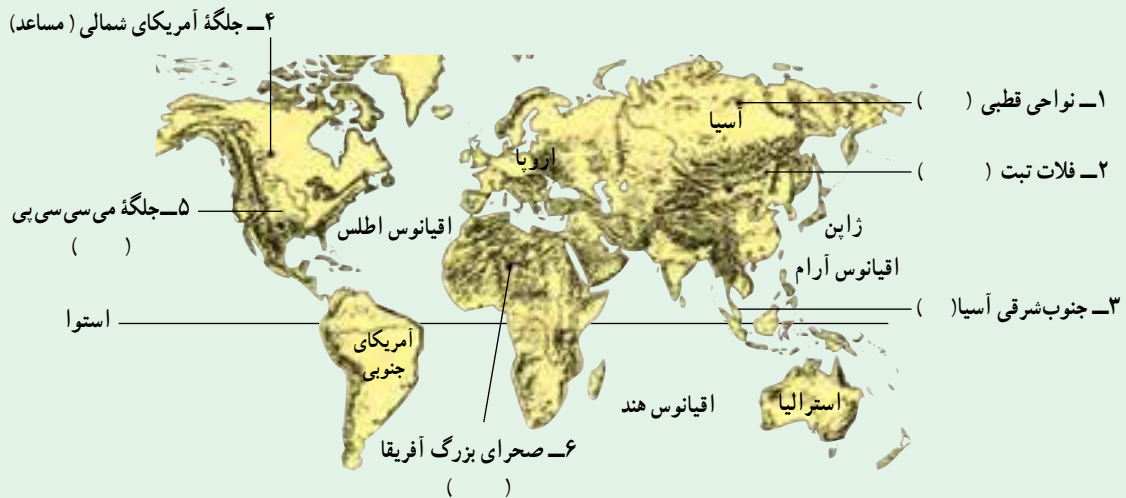 ۴ــ جلگهٔ آمریکای شمالی (مساعد)
۱ــ نواحی قطبی (     )
آسیا
اروپا
۲ــ فلات تبت (     )
۵ــ جلگهٔ می‌سی‌سی‌پی
(     )
اقیانوس اطلس
ژاپن
اقیانوس آرام
۳ــ جنوب‌شرقی آسیا(     )
استوا
آمریکای
جنوبی
اقیانوس هند
استرالیا
۶ــ صحرای بزرگ آفریقا
(     )